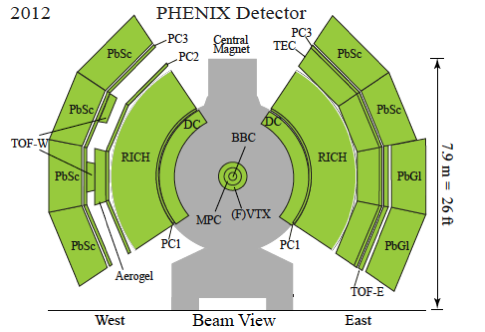 2012
PHENIX Detector
PC3
PC2
Central
Magnet
PC3
TEC
PbSc
PbSc
PbSc
PbSc
TOF-W
PbSc
PbSc
DC
DC
BBC
RICH
RICH
PbSc
PbGl
MPC
(F)VTX
PC1
PC1
PbSc
PbGl
Aerogel
TOF-E
7.9 m = 26 ft
West
Beam View
East